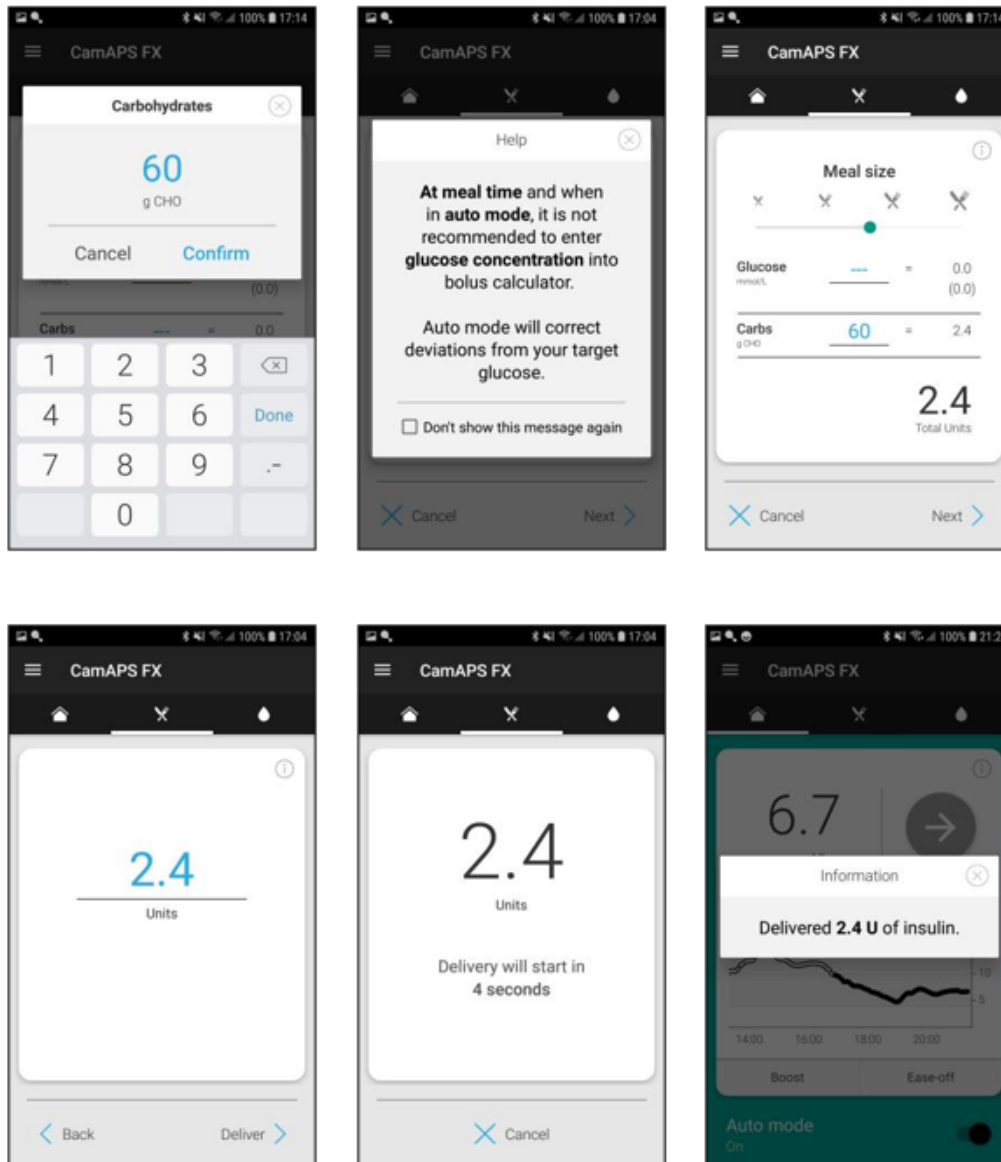 100% 17:14
CamAPS FX
Carbohydrates
60
g CHO
Cancel Confirm
mmol/L
(0.0)
Carbs --- = 0.0
1 2 3
4 5 6 Done
7 8 9 .-
0
100% 17:04
CamAPS FX
Help
At meal time and when
in auto mode, it is not
recommended to enter
glucose concentration into
bolus calculator.
Auto mode will correct
deviations from your target
glucose.
Don't show this message again
Cancel Next
100% 17:14
CamAPS FX
Meal size
Glucose --- = 0.0
mmol/L (0.0)
Carbs 60 = 2.4
g CHO
2.4
Total Units
Cancel Next
100% 17:04
CamAPS FX
2.4
Units
Back Deliver
100% 17:04
CamAPS FX
2.4
Units
Delivery will start in
4 seconds
Cancel
100% 21:2
CamAPS FX
6.7
Information
Delivered 2.4 U of insulin.
10
5
14:00 16:00 18:00 20:00
Boost Ease-off
Auto mode
On